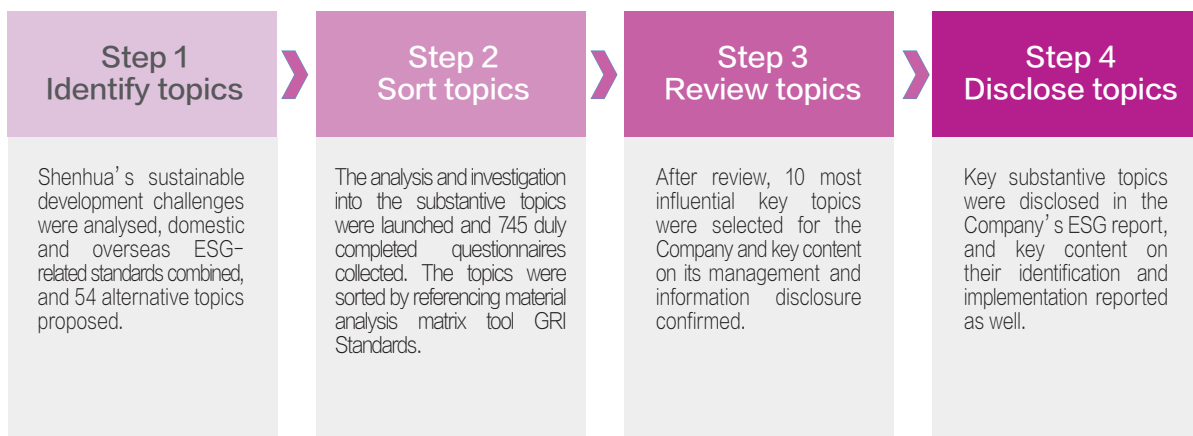 Step 1
Identify topics
Shenhua's sustainable
development challenges
were analysed, domestic
and overseas ESG-
related standards combined,
and 54 alternative topics
proposed.
Step 2
Sort topics
The analysis and investigation
into the substantive topics
were launched and 745 duly
completed questionnaires
collected. The topics were
sorted by referencing material
analysis matrix tool GRI
Standards.
Step 3
Review topics
After review, 10 most
influential key topics
were selected for the
Company and key content
on its management and
information disclosure
confirmed.
Step 4
Disclose topics
Key substantive topics
were disclosed in the
Company's ESG report,
and key content on
their identification and
implementation reported
as well.